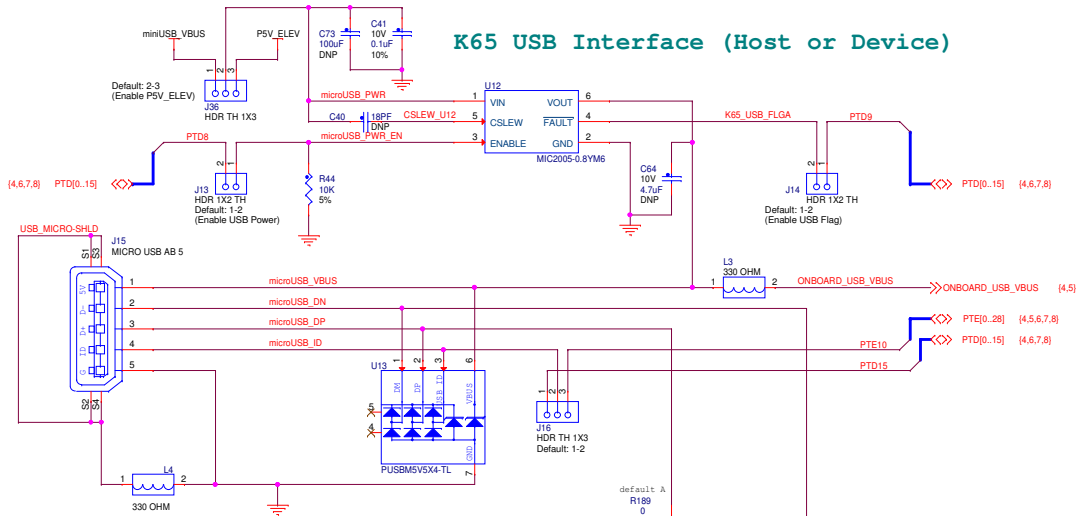 K65 USB Interface (Host or Device)
miniUSB_VBUS
P5V_ELEV
C73
100uF
DNP
C41
10V
0.1uF
10%
1
2
3
Default: 2-3
(Enable P5V_ELEV)
J36
HDR TH 1X3
U12
microUSB_PWR
1
VIN
VOUT
6
C40
18PF
DNP
CSLEW_U12
5
CSLEW
FAULT
4
K65_USB_FLGA
PTD9
PTD8
microUSB_PWR_EN
3
ENABLE
GND
2
MIC2005-0.8YM6
2
1
R44
10K
5%
C64
10V
4.7uF
DNP
2
1
{4,6,7,8}
PTD[0..15]
J13
HDR 1X2 TH
Default: 1-2
(Enable USB Power)
J14
HDR 1X2 TH
Default: 1-2
(Enable USB Flag)
PTD[0..15]
{4,6,7,8}
USB_MICRO-SHLD
J15
MICRO USB AB 5
S1
S3
5V
1
microUSB_VBUS
L3
330 OHM
1
2
ONBOARD_USB_VBUS
ONBOARD_USB_VBUS
{4,5}
D-
2
microUSB_DN
D+
3
microUSB_DP
PTE[0..28]
{4,5,6,7,8}
ID
4
microUSB_ID
PTE10
PTD[0..15]
{4,6,7,8}
G
5
PTD15
S2
S4
U13
1
2
3
6
DM
DP
USB ID
VBUS
5
4
GND
7
PUSBM5V5X4-TL
1
2
3
J16
HDR TH 1X3
Default: 1-2
L4
1
2
330 OHM
default A
R189
0